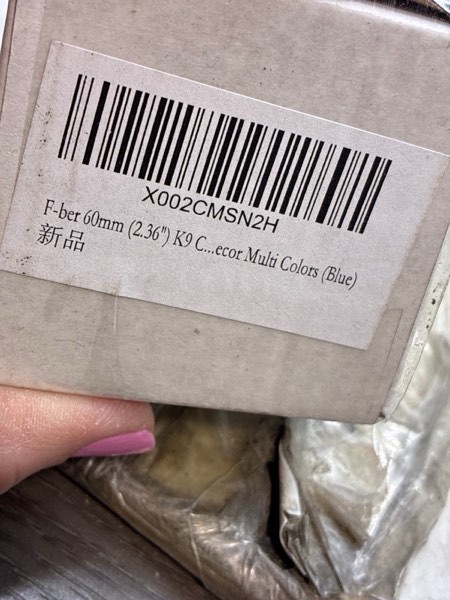 X002CMSN2H
F-ber 60mm (2.36") K9 C...ecor Multi Colors (Blue)
新品